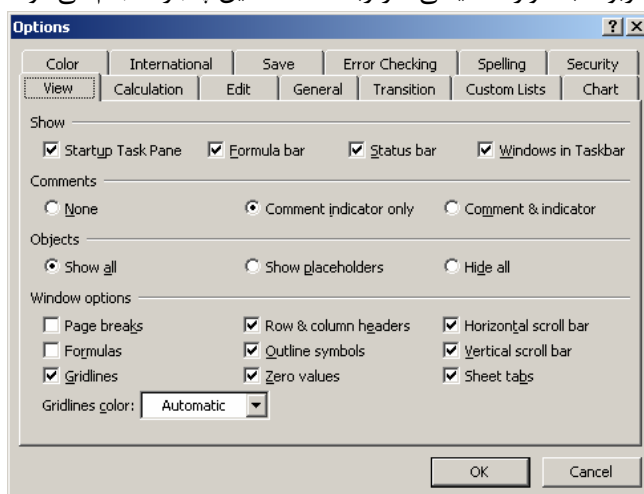 Options
Color International Save Error Checking Spelling Security
View Calculation Edit General Transition Custom Lists Chart
Show
Startup Task Pane Formula bar Status bar Windows in Taskbar
Comments
None Comment indicator only Comment & indicator
Objects
Show all Show placeholders Hide all
Window options
Page breaks Row & column headers Horizontal scroll bar
Formulas Outline symbols Vertical scroll bar
Gridlines Zero values Sheet tabs
Gridlines color: Automatic
OK Cancel